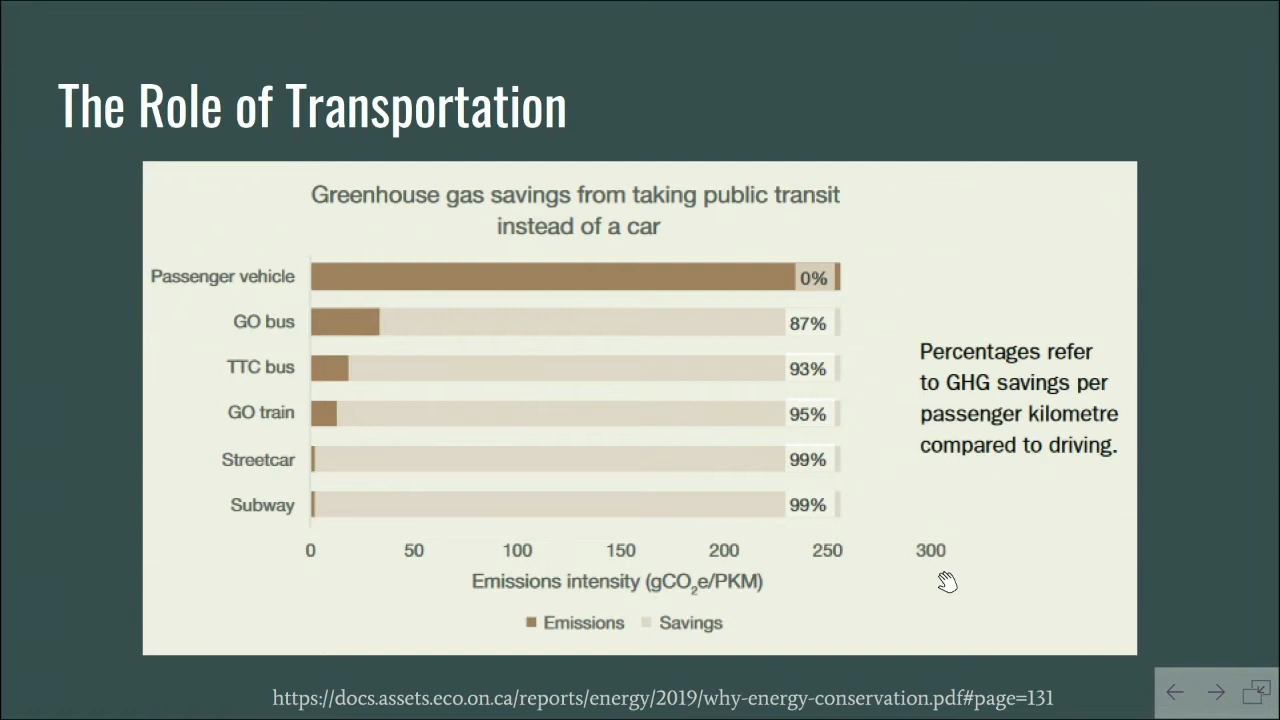 The Role of Transportation
Greenhouse gas savings from taking public transit
instead of a car
Passenger vehicle 0%
GO bus 87%
TTC bus 93%
GO train 95%
Streetcar 99%
Subway 99%
Percentages refer
to GHG savings per
passenger kilometre
compared to driving.
0 50 100 150 200 250 300
Emissions intensity (gCO₂e/PKM)
Emissions Savings
https://docs.assets.eco.on.ca/reports/energy/2019/why-energy-conservation.pdf#page=131